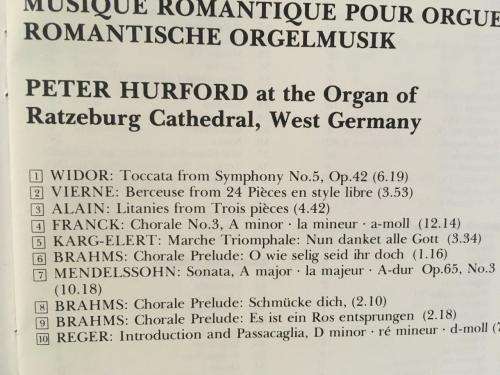 MUSIQUE ROMANTIQUE POUR ORGUE
ROMANTISCHE ORGELMUSIK
PETER HURFORD at the Organ of
Ratzeburg Cathedral, West Germany
1 WIDOR: Toccata from Symphony No.5, Op.42 (6.19)
2 VIERNE: Berceuse from 24 Pièces en style libre (3.53)
3 ALAIN: Litanies from Trois pièces (4.42)
4 FRANCK: Chorale No.3, A minor · la mineur · a-moll (12.14)
5 KARG-ELERT: Marche Triomphale: Nun danket alle Gott (3.34)
6 BRAHMS: Chorale Prelude: O wie selig seid ihr doch (1.16)
7 MENDELSSOHN: Sonata, A major · la majeur · A-dur Op.65, No.3
(10.18)
8 BRAHMS: Chorale Prelude: Schmücke dich, (2.10)
9 BRAHMS: Chorale Prelude: Es ist ein Ros entsprungen (2.18)
10 REGER: Introduction and Passacaglia, D minor · ré mineur · d-moll